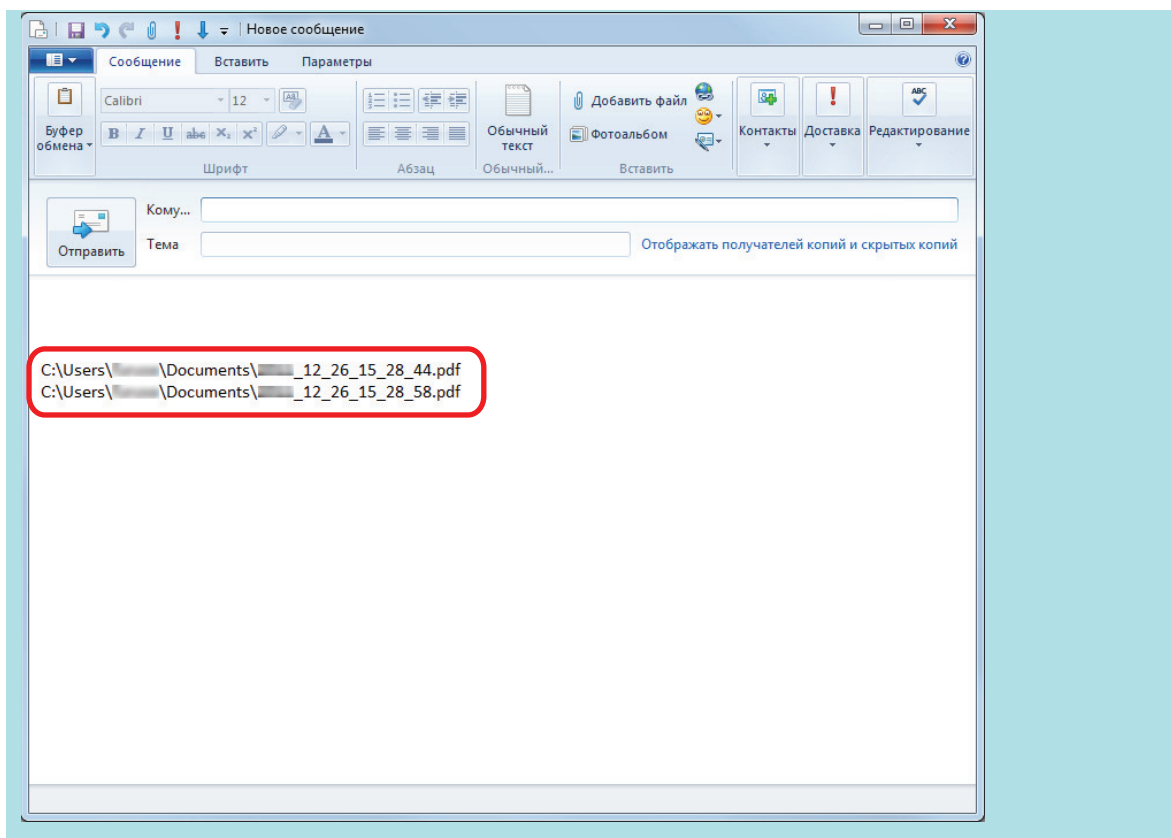 Новое сообщение
Сообщение Вставить Параметры
Calibri 12
Буфер обмена
Шрифт
Абзац
Обычный текст
Обычный...
Добавить файл
Фотоальбом
Вставить
Контакты
Доставка
ABC
Редактирование
Отправить
Кому...
Тема
Отображать получателей копий и скрытых копий
C:\Users\ \Documents\ _12_26_15_28_44.pdf
C:\Users\ \Documents\ _12_26_15_28_58.pdf